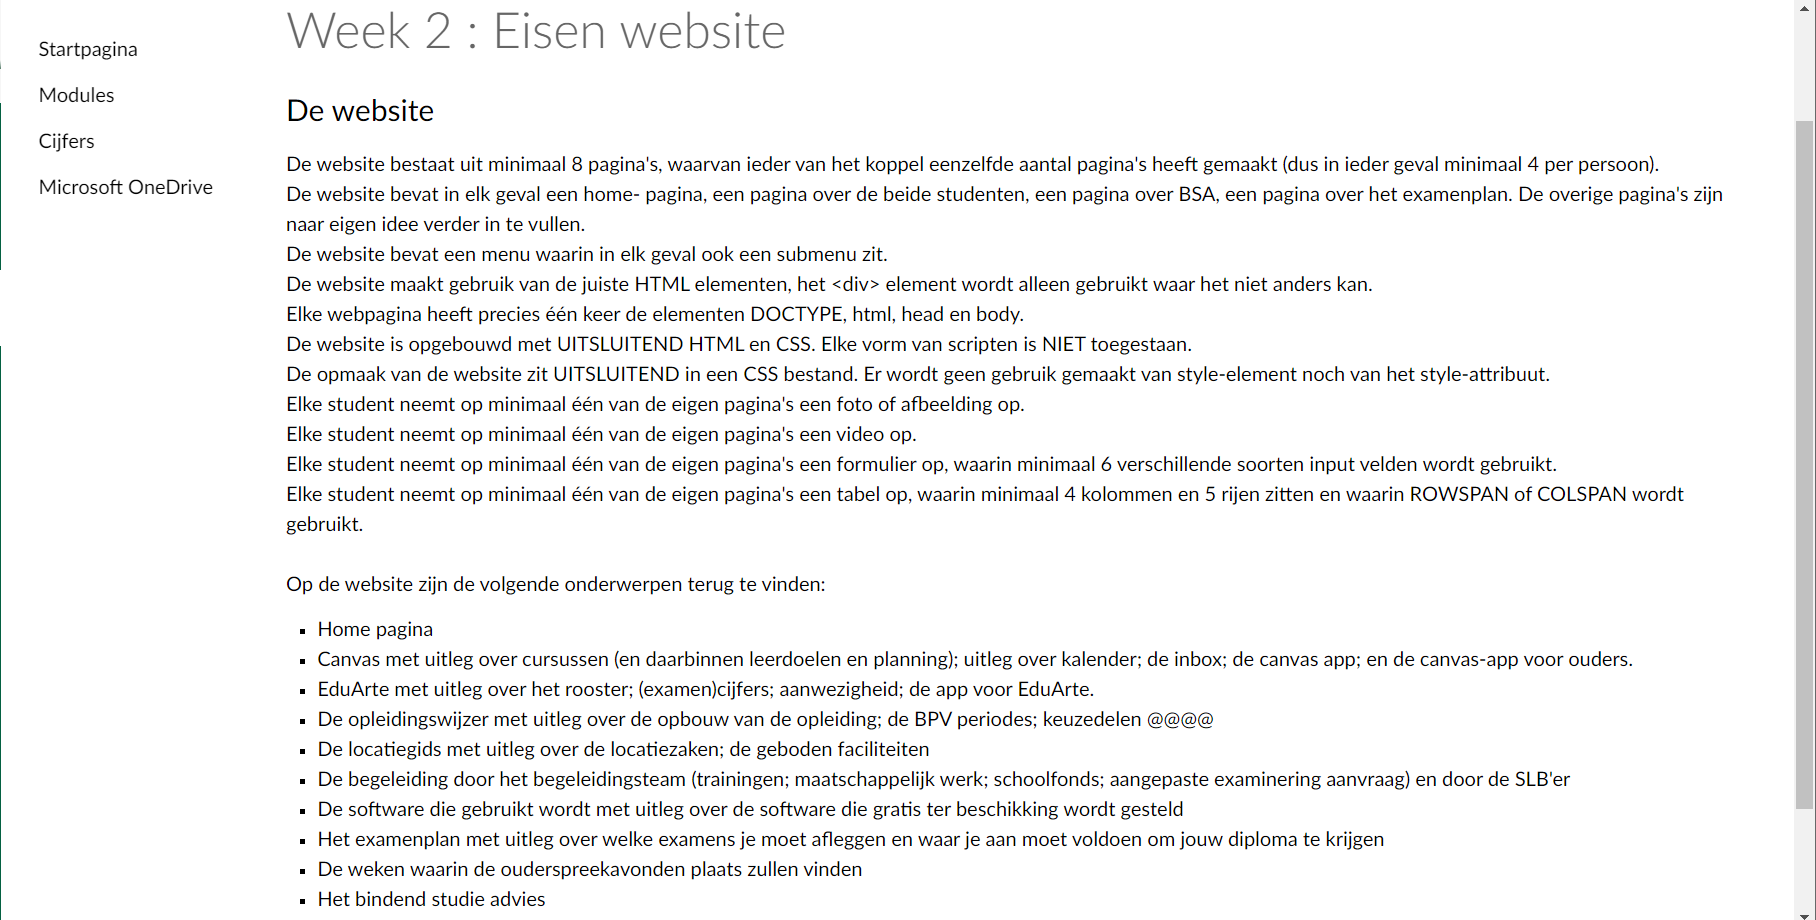 Week 2 : Eisen website
Startpagina
Modules
Cijfers
Microsoft OneDrive
De website
De website bestaat uit minimaal 8 pagina's, waarvan ieder van het koppel eenzelfde aantal pagina's heeft gemaakt (dus in ieder geval minimaal 4 per persoon).
De website bevat in elk geval een home- pagina, een pagina over de beide studenten, een pagina over BSA, een pagina over het examenplan. De overige pagina's zijn
naar eigen idee verder in te vullen.
De website bevat een menu waarin in elk geval ook een submenu zit.
De website maakt gebruik van de juiste HTML elementen, het <div> element wordt alleen gebruikt waar het niet anders kan.
Elke webpagina heeft precies één keer de elementen DOCTYPE, html, head en body.
De website is opgebouwd met UITSLUITEND HTML en CSS. Elke vorm van scripten is NIET toegestaan.
De opmaak van de website zit UITSLUITEND in een CSS bestand. Er wordt geen gebruik gemaakt van style-element noch van het style-attribuut.
Elke student neemt op minimaal één van de eigen pagina's een foto of afbeelding op.
Elke student neemt op minimaal één van de eigen pagina's een video op.
Elke student neemt op minimaal één van de eigen pagina's een formulier op, waarin minimaal 6 verschillende soorten input velden wordt gebruikt.
Elke student neemt op minimaal één van de eigen pagina's een tabel op, waarin minimaal 4 kolommen en 5 rijen zitten en waarin ROWSPAN of COLSPAN wordt
gebruikt.
Op de website zijn de volgende onderwerpen terug te vinden:
▪ Home pagina
▪ Canvas met uitleg over cursussen (en daarbinnen leerdoelen en planning); uitleg over kalender; de inbox; de canvas app; en de canvas-app voor ouders.
▪ EduArte met uitleg over het rooster; (examen)cijfers; aanwezigheid; de app voor EduArte.
▪ De opleidingswijzer met uitleg over de opbouw van de opleiding; de BPV periodes; keuzedelen @@@@
▪ De locatiegids met uitleg over de locatiezaken; de geboden faciliteiten
▪ De begeleiding door het begeleidingsteam (trainingen; maatschappelijk werk; schoolfonds; aangepaste examinering aanvraag) en door de SLB'er
▪ De software die gebruikt wordt met uitleg over de software die gratis ter beschikking wordt gesteld
▪ Het examenplan met uitleg over welke examens je moet afleggen en waar je aan moet voldoen om jouw diploma te krijgen
▪ De weken waarin de ouderspreekavonden plaats zullen vinden
▪ Het bindend studie advies